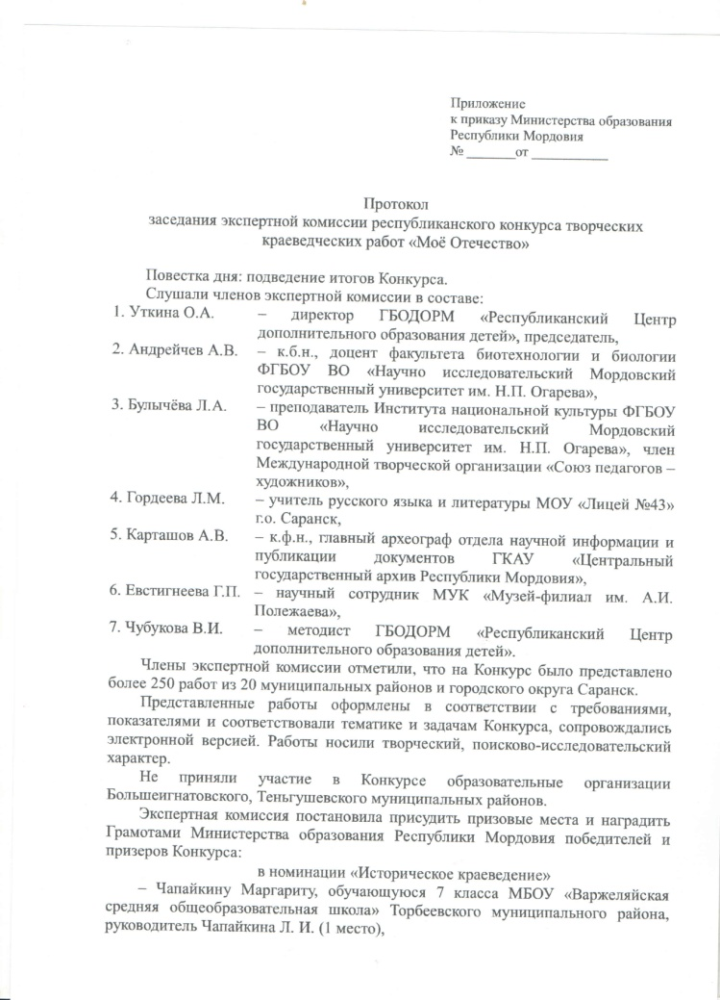 Приложение
к приказу Министерства образования
Республики Мордовия
№ _______от ___________
Протокол
заседания экспертной комиссии республиканского конкурса творческих
краеведческих работ «Моё Отечество»
Повестка дня: подведение итогов Конкурса.
Слушали членов экспертной комиссии в составе:
1. Уткина О.А. – директор ГБОДОРМ «Республиканский Центр
дополнительного образования детей», председатель,
2. Андрейчев А.В. – к.б.н., доцент факультета биотехнологии и биологии
ФГБОУ ВО «Научно исследовательский Мордовский
государственный университет им. Н.П. Огарева»,
3. Булычёва Л.А. – преподаватель Института национальной культуры ФГБОУ
ВО «Научно исследовательский Мордовский
государственный университет им. Н.П. Огарева», член
Международной творческой организации «Союз педагогов –
художников»,
4. Гордеева Л.М. – учитель русского языка и литературы МОУ «Лицей №43»
г.о. Саранск,
5. Карташов А.В. – к.ф.н., главный археограф отдела научной информации и
публикации документов ГКАУ «Центральный
государственный архив Республики Мордовия»,
6. Евстигнеева Г.П. – научный сотрудник МУК «Музей-филиал им. А.И.
Полежаева»,
7. Чубукова В.И. – методист ГБОДОРМ «Республиканский Центр
дополнительного образования детей».
Члены экспертной комиссии отметили, что на Конкурс было представлено
более 250 работ из 20 муниципальных районов и городского округа Саранск.
Представленные работы оформлены в соответствии с требованиями,
показателями и соответствовали тематике и задачам Конкурса, сопровождались
электронной версией. Работы носили творческий, поисково-исследовательский
характер.
Не приняли участие в Конкурсе образовательные организации
Большеигнатовского, Теньгушевского муниципальных районов.
Экспертная комиссия постановила присудить призовые места и наградить
Грамотами Министерства образования Республики Мордовия победителей и
призеров Конкурса:
в номинации «Историческое краеведение»
– Чапайкину Маргариту, обучающуюся 7 класса МБОУ «Варжеляйская
средняя общеобразовательная школа» Торбеевского муниципального района,
руководитель Чапайкина Л. И. (1 место),